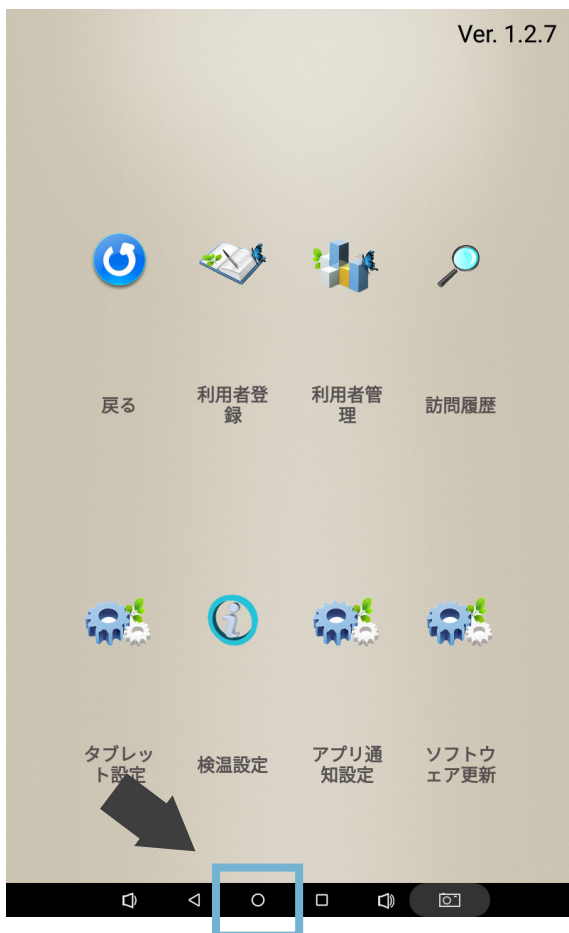 Ver. 1.2.7
戻る
利用者登
録
利用者管
理
訪問履歴
タブレッ
ト設定
検温設定
アプリ通
知設定
ソフトウ
ェア更新